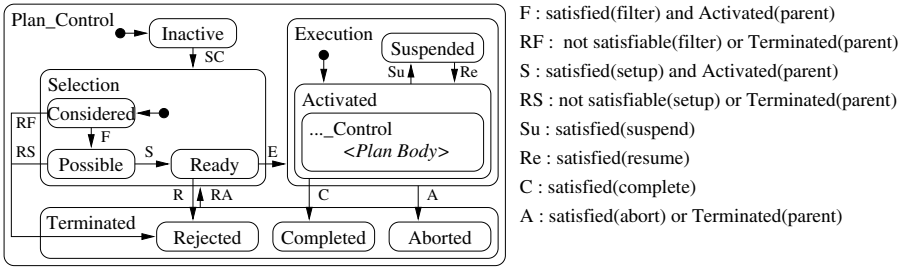 Plan_Control
Inactive
SC
Execution
Suspended
Su
Re
Selection
Considered
Activated
RF
F
..._Control
<Plan Body>
RS
Possible
S
Ready
E
R
RA
C
A
Terminated
Rejected
Completed
Aborted
F : satisfied(filter) and Activated(parent)
RF : not satisfiable(filter) or Terminated(parent)
S : satisfied(setup) and Activated(parent)
RS : not satisfiable(setup) or Terminated(parent)
Su : satisfied(suspend)
Re : satisfied(resume)
C : satisfied(complete)
A : satisfied(abort) or Terminated(parent)